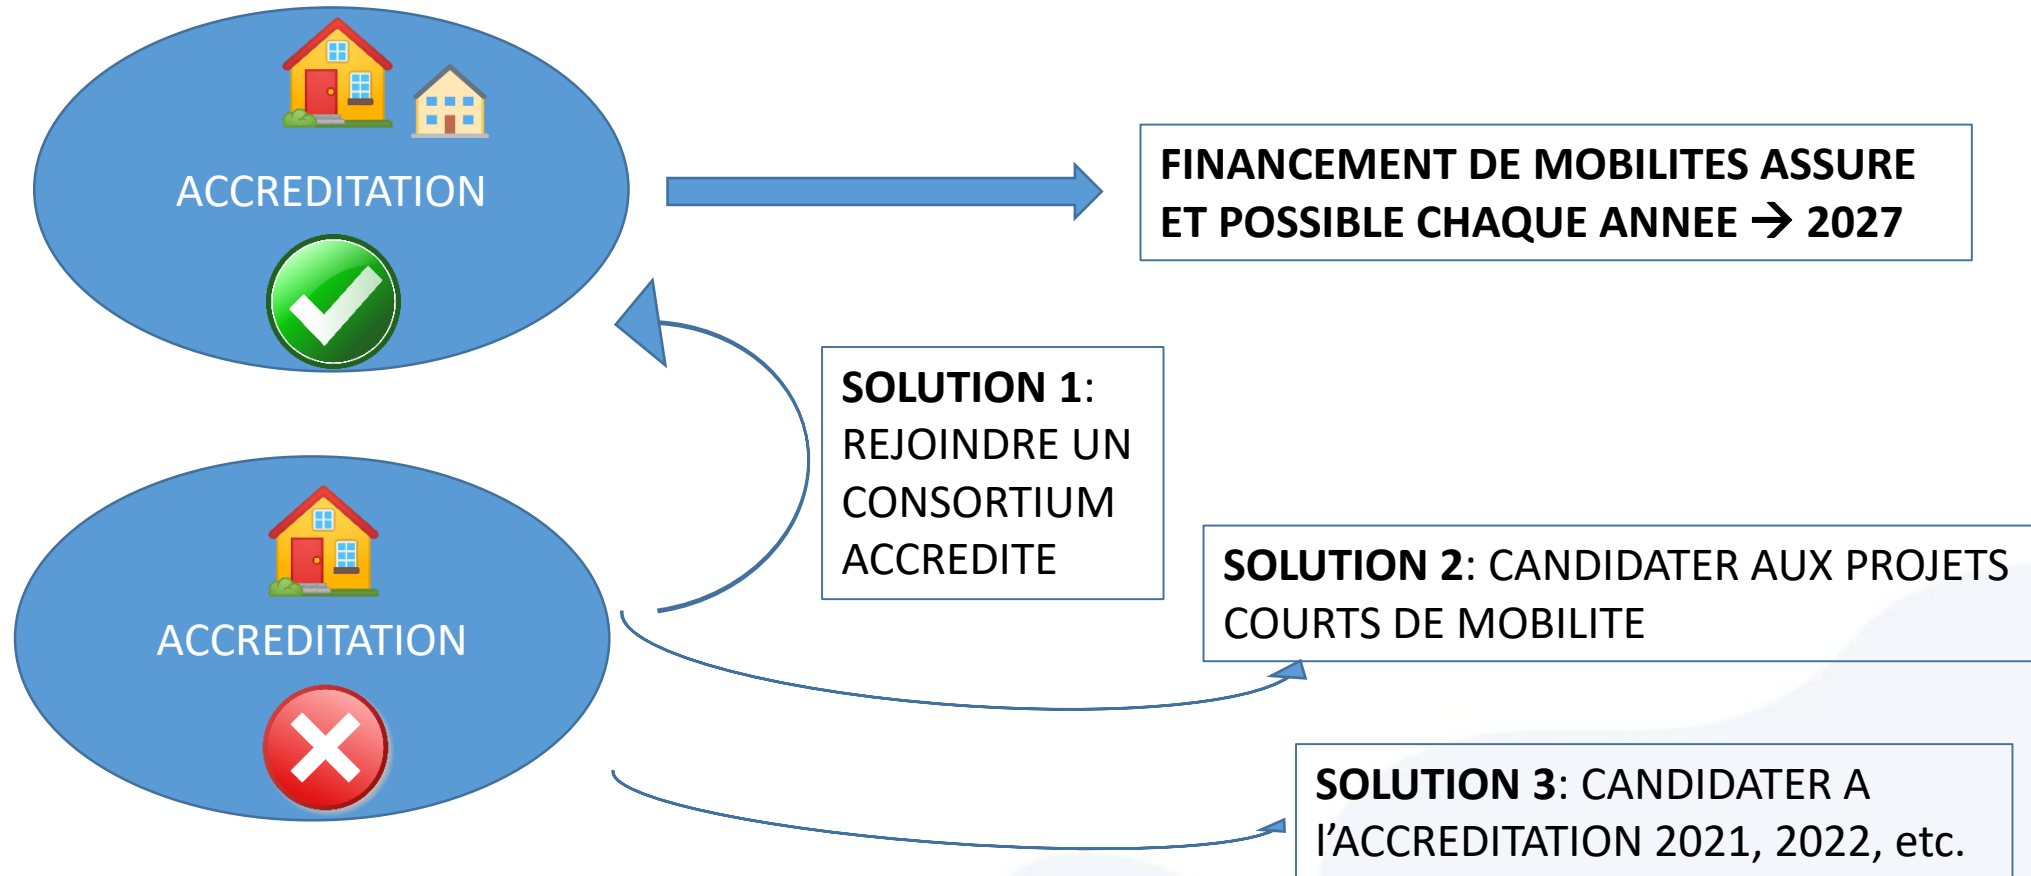 ACCREDITATION
FINANCEMENT DE MOBILITES ASSURE
ET POSSIBLE CHAQUE ANNEE → 2027
SOLUTION 1:
REJOINDRE UN
CONSORTIUM
ACCREDITE
ACCREDITATION
SOLUTION 2: CANDIDATER AUX PROJETS
COURTS DE MOBILITE
SOLUTION 3: CANDIDATER A
l’ACCREDITATION 2021, 2022, etc.